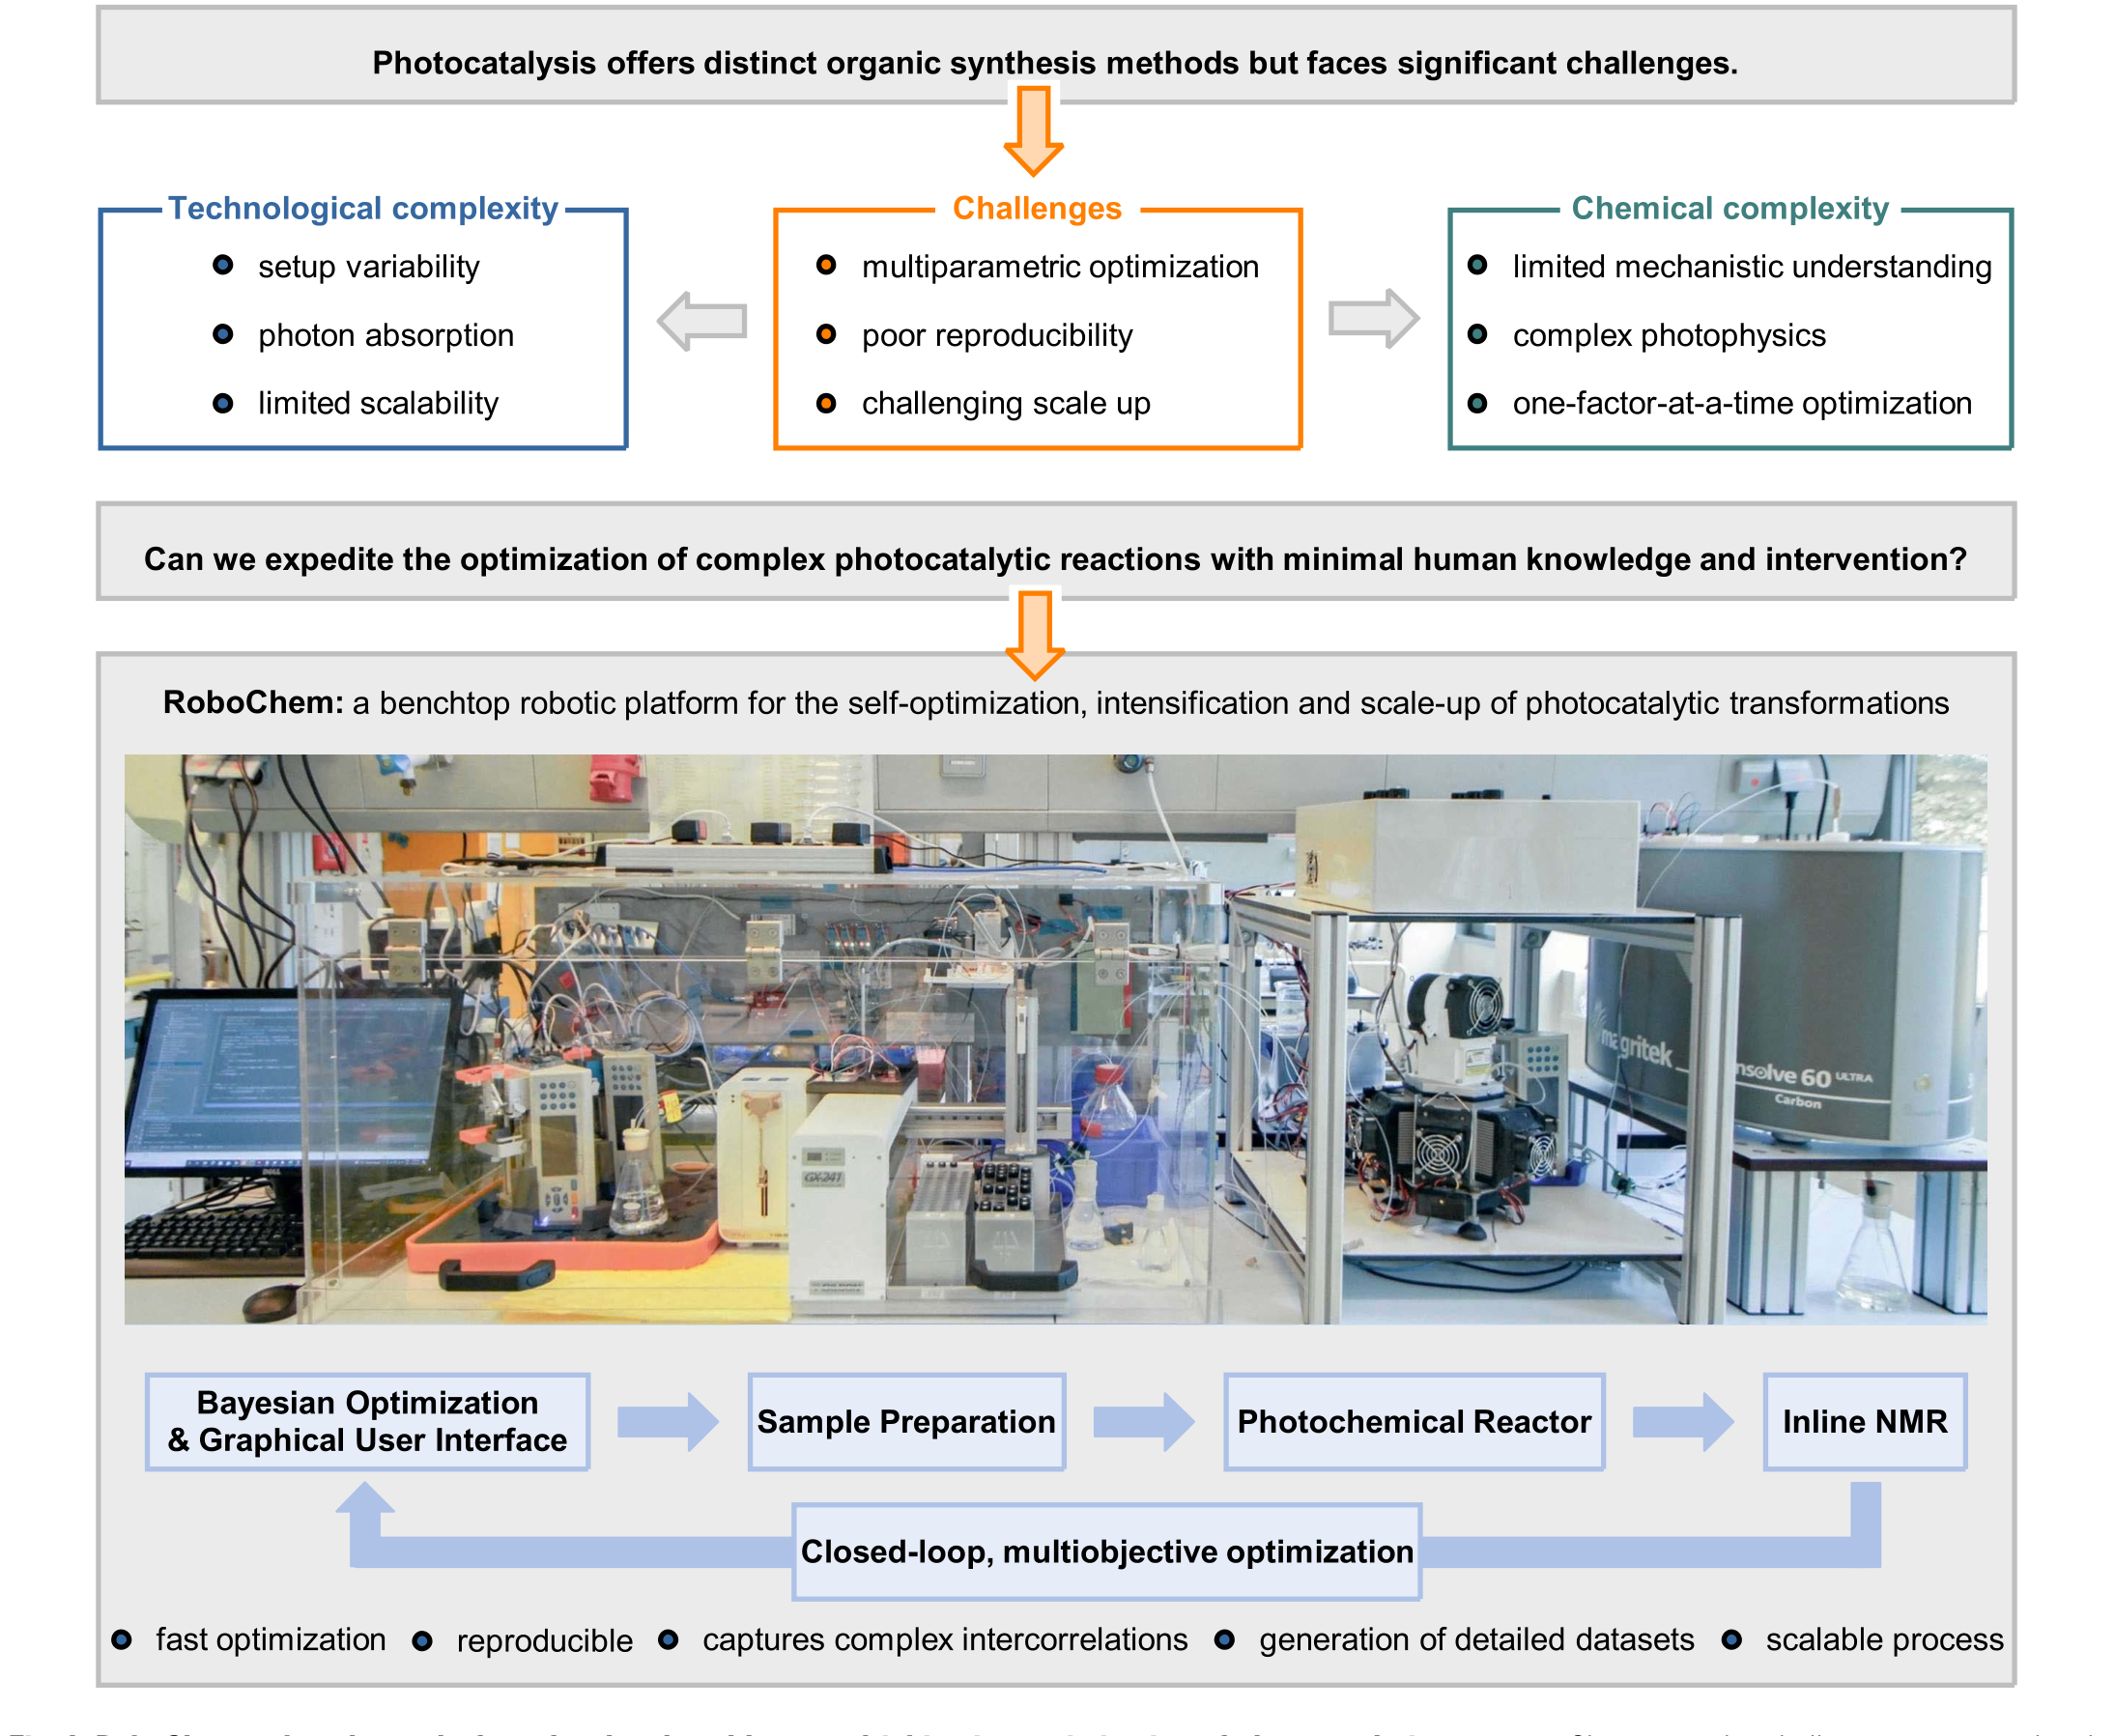 Photocatalysis offers distinct organic synthesis methods but faces significant challenges.
Technological complexity
setup variability
photon absorption
limited scalability
Challenges
multiparametric optimization
poor reproducibility
challenging scale up
Chemical complexity
limited mechanistic understanding
complex photophysics
one-factor-at-a-time optimization
Can we expedite the optimization of complex photocatalytic reactions with minimal human knowledge and intervention?
RoboChem: a benchtop robotic platform for the self-optimization, intensification and scale-up of photocatalytic transformations
magritek
nsolve 60 ULTRA
Carbon
DELL
GX-241
Bayesian Optimization
& Graphical User Interface
Sample Preparation
Photochemical Reactor
Inline NMR
Closed-loop, multiobjective optimization
fast optimization
reproducible
captures complex intercorrelations
generation of detailed datasets
scalable process